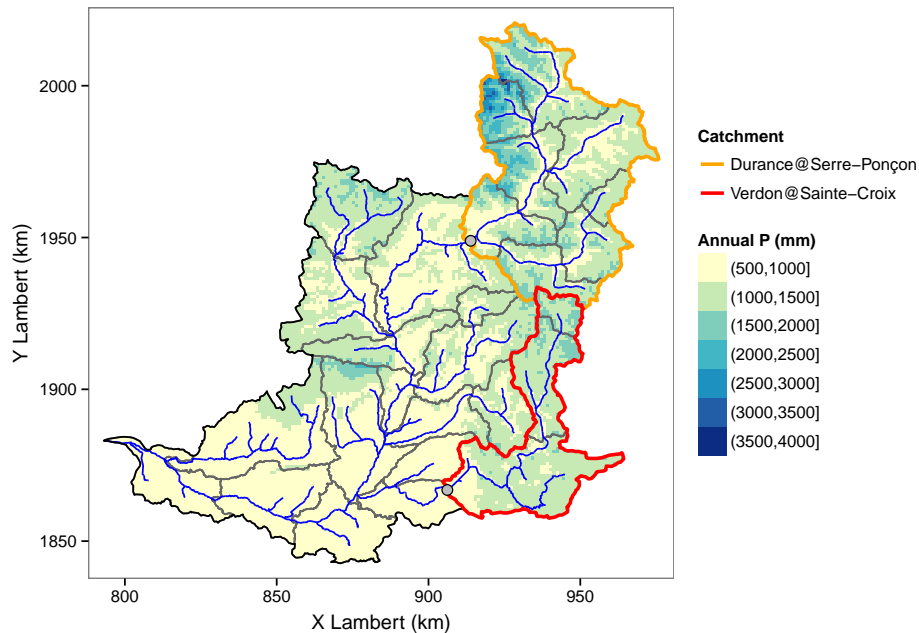 2000
1950
1900
1850
Y Lambert (km)
800
850
900
950
X Lambert (km)
Catchment
Durance@Serre−Ponçon
Verdon@Sainte−Croix
Annual P (mm)
(500,1000]
(1000,1500]
(1500,2000]
(2000,2500]
(2500,3000]
(3000,3500]
(3500,4000]